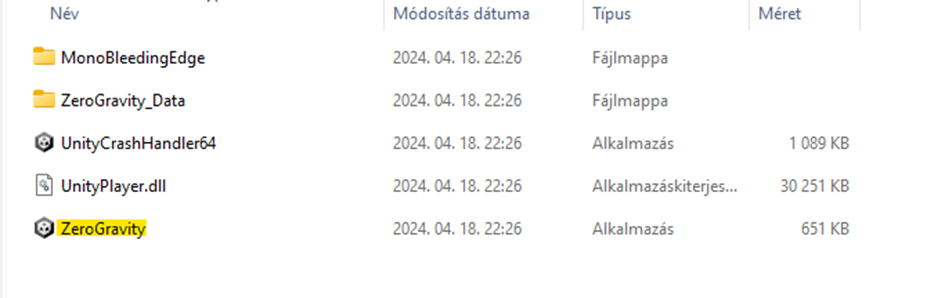 Név Módosítás dátuma Típus Méret
MonoBleedingEdge 2024. 04. 18. 22:26 Fájlmappa
ZeroGravity_Data 2024. 04. 18. 22:26 Fájlmappa
UnityCrashHandler64 2024. 04. 18. 22:26 Alkalmazás 1 089 KB
UnityPlayer.dll 2024. 04. 18. 22:26 Alkalmazáskiterjes... 30 251 KB
ZeroGravity 2024. 04. 18. 22:26 Alkalmazás 651 KB